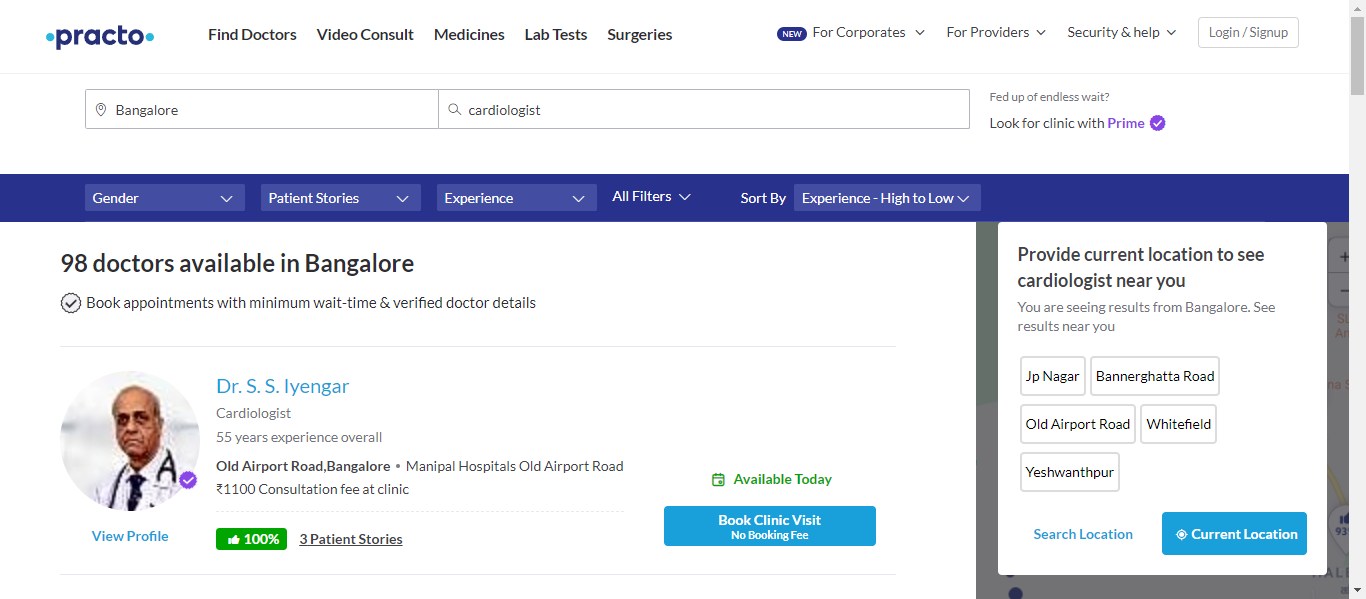 practo
Find Doctors
Video Consult
Medicines
Lab Tests
Surgeries
NEW For Corporates
For Providers
Security & help
Login / Signup
Bangalore
cardiologist
Fed up of endless wait?
Look for clinic with Prime
Gender
Patient Stories
Experience
All Filters
Sort By
Experience - High to Low
98 doctors available in Bangalore
Book appointments with minimum wait-time & verified doctor details
Dr. S. S. Iyengar
Cardiologist
55 years experience overall
Old Airport Road,Bangalore • Manipal Hospitals Old Airport Road
₹1100 Consultation fee at clinic
View Profile
100%
3 Patient Stories
Available Today
Book Clinic Visit
No Booking Fee
Provide current location to see
cardiologist near you
You are seeing results from Bangalore. See
results near you
Jp Nagar
Bannerghatta Road
Old Airport Road
Whitefield
Yeshwanthpur
Search Location
Current Location